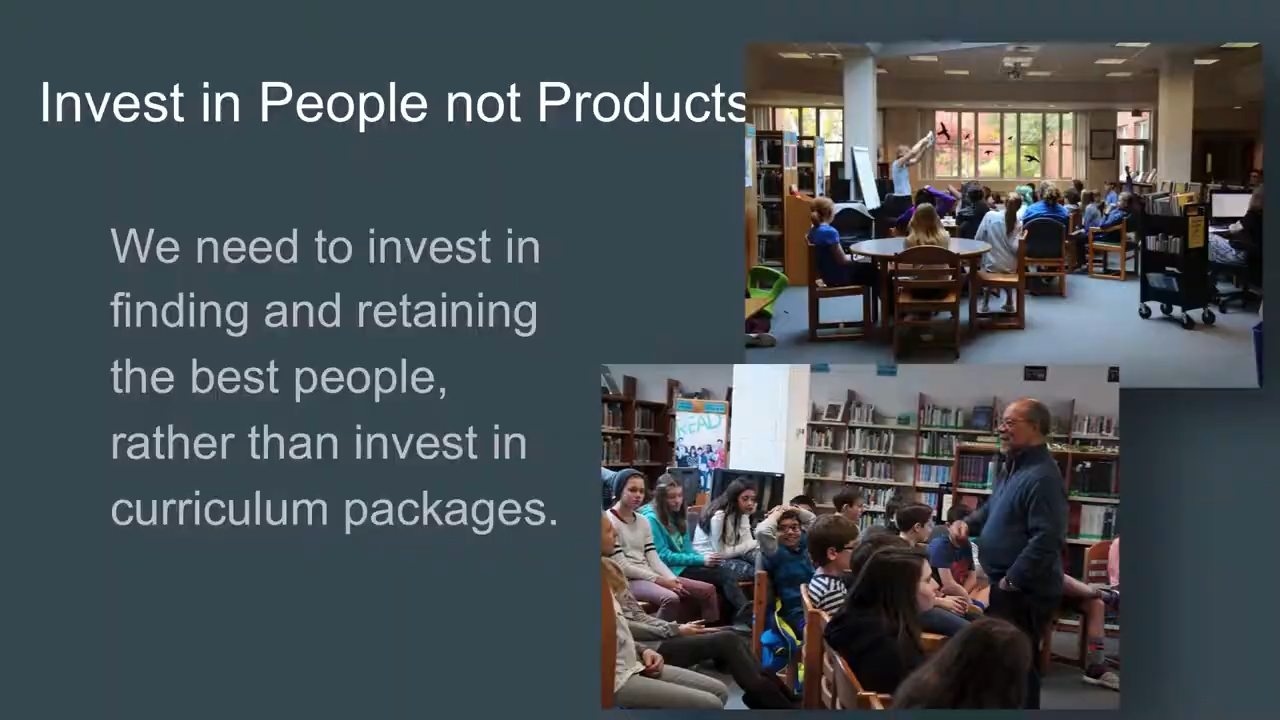 Invest in People not Products
We need to invest in
finding and retaining
the best people,
rather than invest in
curriculum packages.
READ